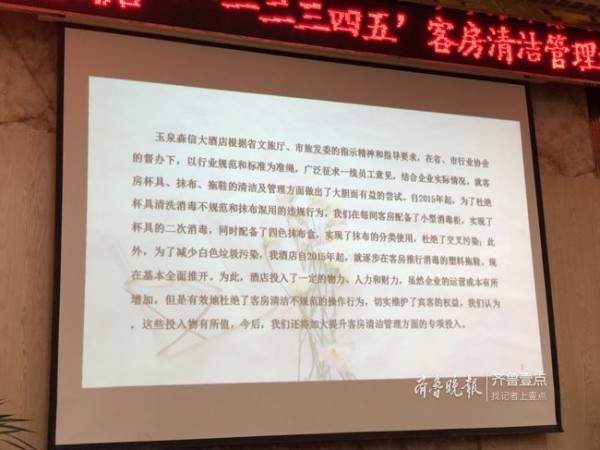 二三四五’客房清洁管理
玉泉森信大酒店根据省文旅厅、市旅发委的指示精神和指导要求，在省、市行业协会
的督办下，以行业规范和标准为准绳，广泛征求一线员工意见，结合企业实际情况，就客
房杯具、抹布、拖鞋的清洁及管理方面做出了大胆而有益的尝试。自2015年起，为了杜绝
杯具清洗消毒不规范和抹布混用的违规行为，我们在每间客房配备了小型消毒柜，实现了
杯具的二次消毒，同时配备了四色抹布盒，实现了抹布的分类使用，杜绝了交叉污染；此
外，为了减少白色垃圾污染，我酒店自2015年起，就逐步在客房推行消毒的塑料拖鞋，现
在基本全面推开。为此，酒店投入了一定的物力、人力和财力，虽然企业的运营成本有所
增加，但是有效地杜绝了客房清洁不规范的操作行为，切实维护了宾客的权益，我们认为
，这些投入物有所值，今后，我们还将加大提升客房清洁管理方面的专项投入。
齐鲁晚报 齐鲁壹点
找记者上壹点